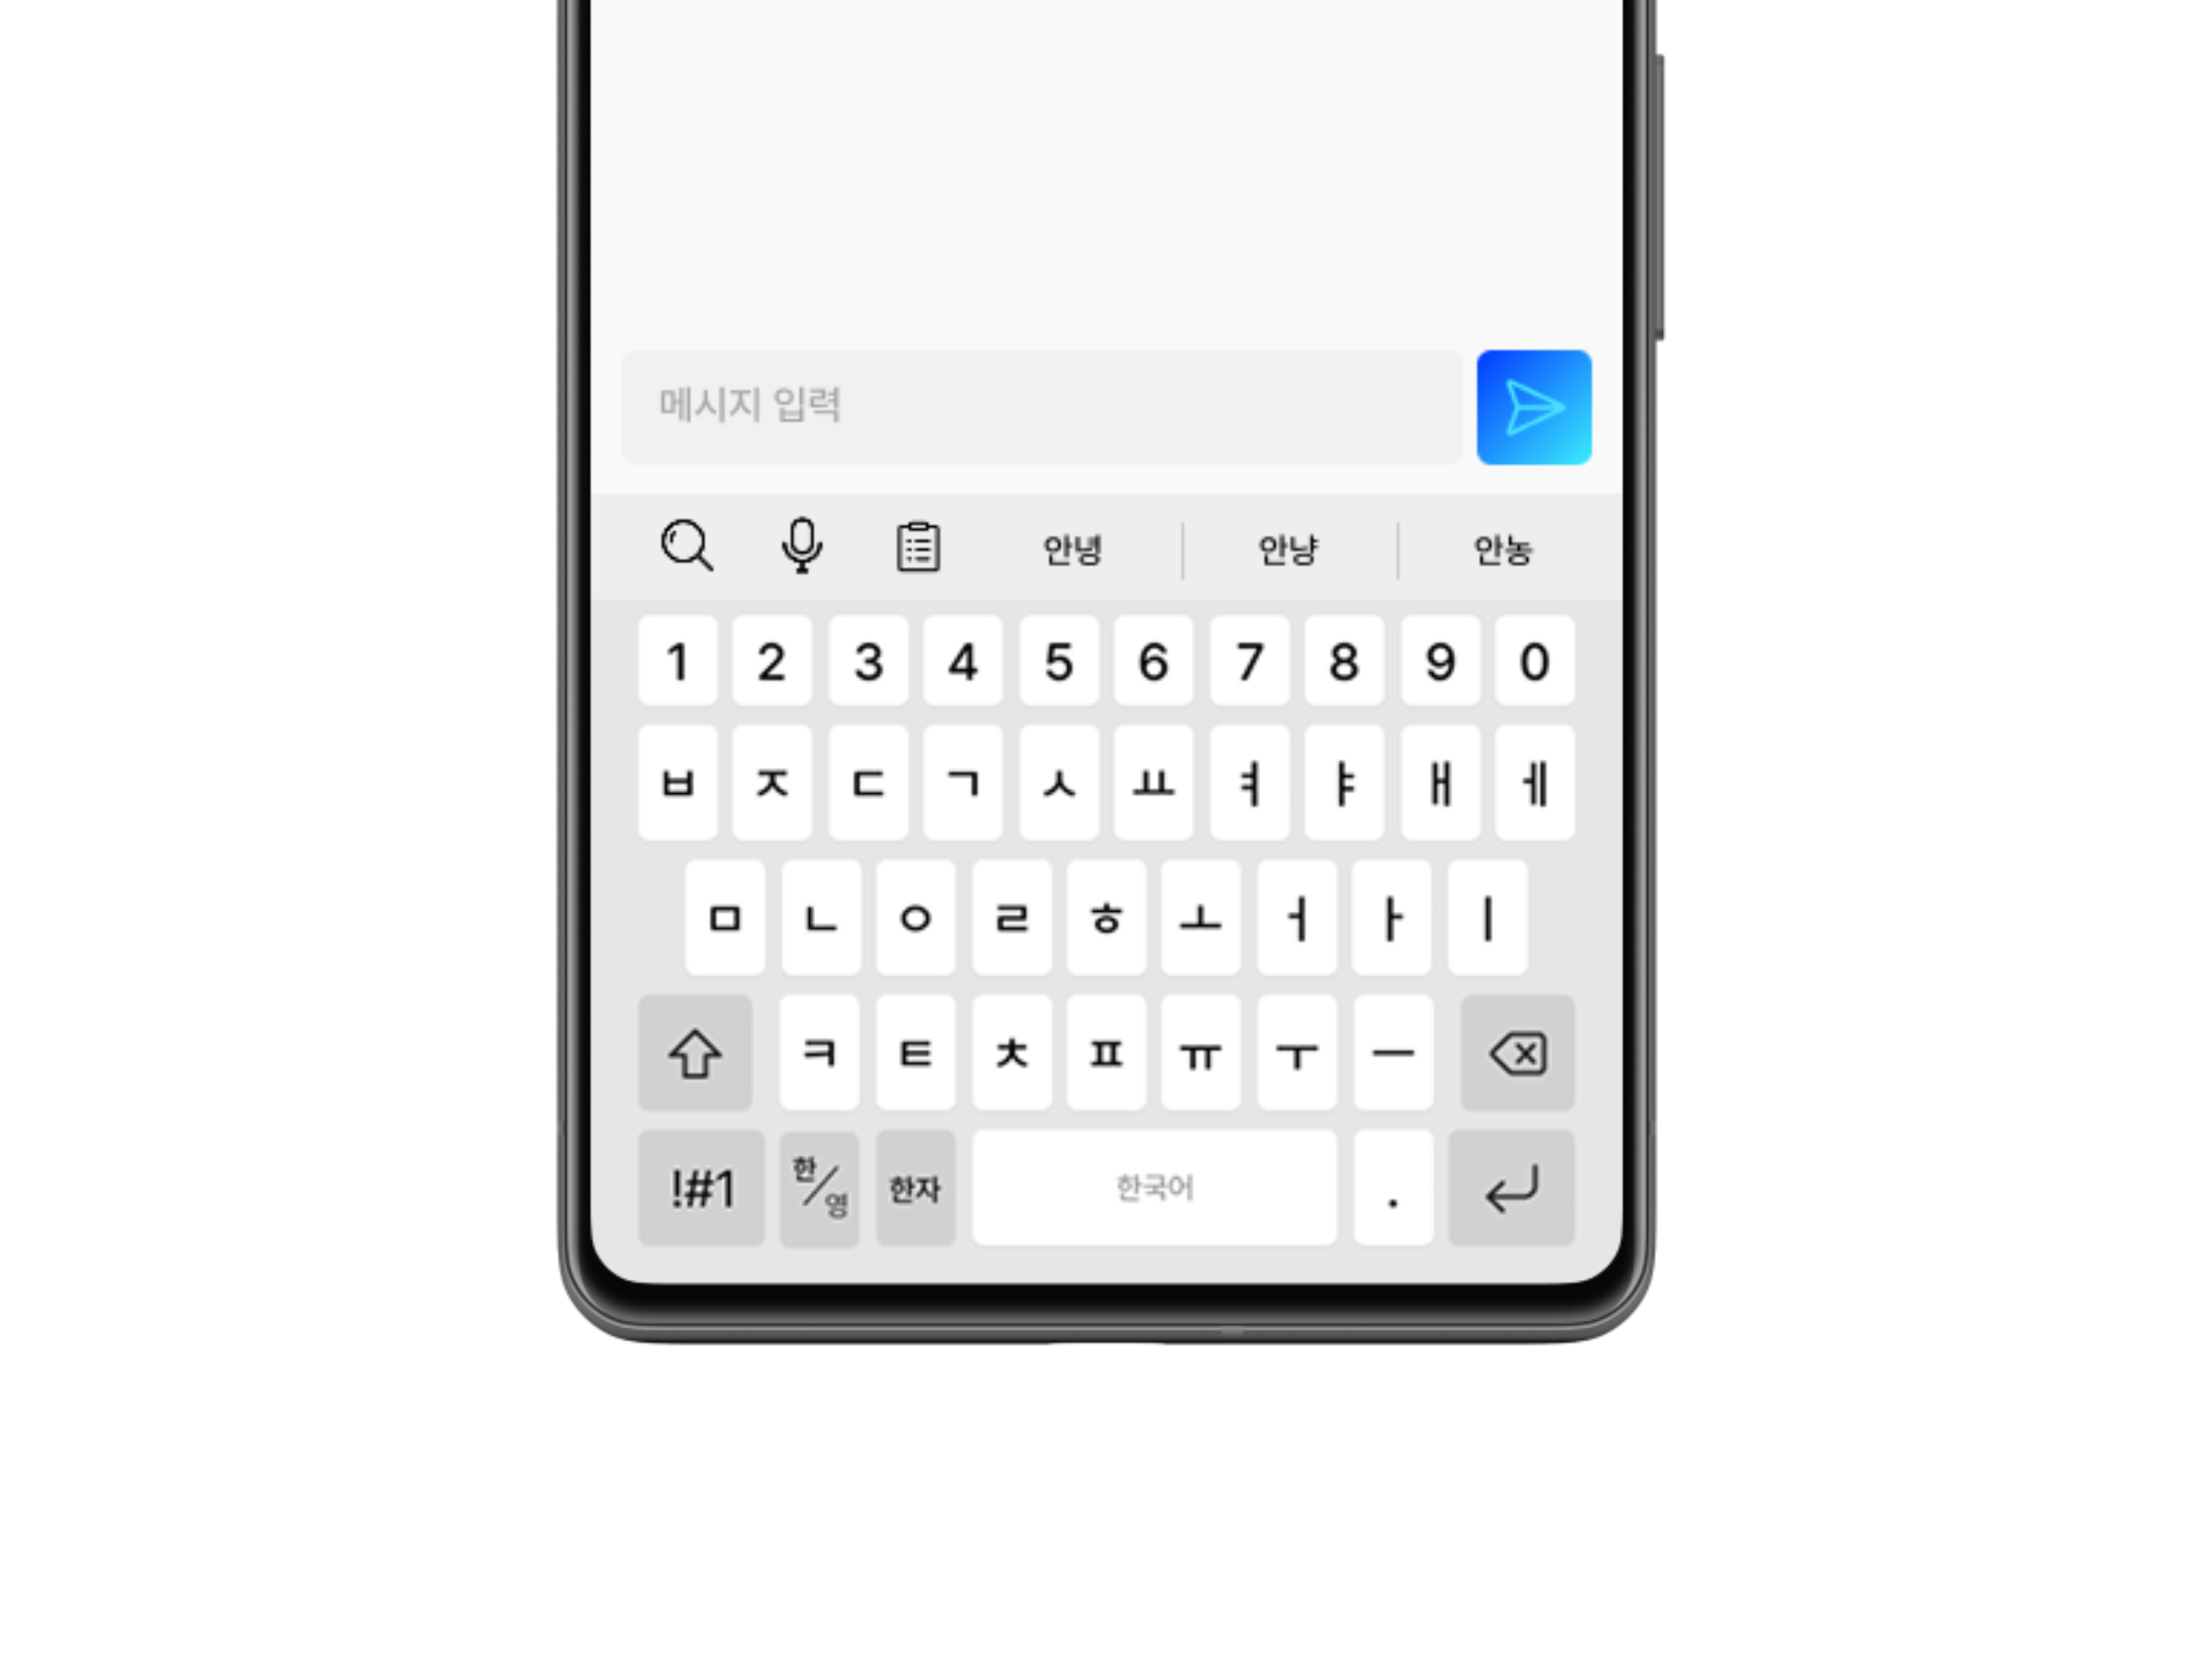 메시지 입력
안녕 안냥 안농
1 2 3 4 5 6 7 8 9 0
ㅂ ㅈ ㄷ ㄱ ㅅ ㅛ ㅕ ㅑ ㅐ ㅔ
ㅁ ㄴ ㅇ ㄹ ㅎ ㅗ ㅓ ㅏ ㅣ
ㅋ ㅌ ㅊ ㅍ ㅠ ㅜ ㅡ
!#1 한/영 한자 한국어 .